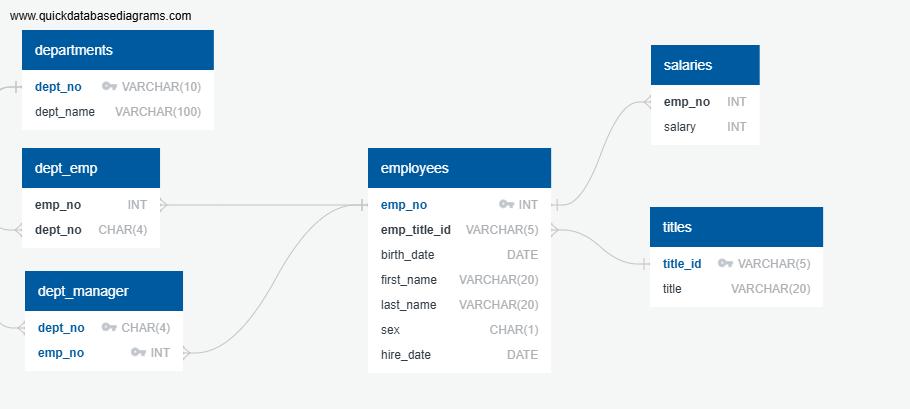 www.quickdatabasediagrams.com
departments
dept_no VARCHAR(10)
dept_name VARCHAR(100)
dept_emp
emp_no INT
dept_no CHAR(4)
dept_manager
dept_no CHAR(4)
emp_no INT
employees
emp_no INT
emp_title_id VARCHAR(5)
birth_date DATE
first_name VARCHAR(20)
last_name VARCHAR(20)
sex CHAR(1)
hire_date DATE
salaries
emp_no INT
salary INT
titles
title_id VARCHAR(5)
title VARCHAR(20)